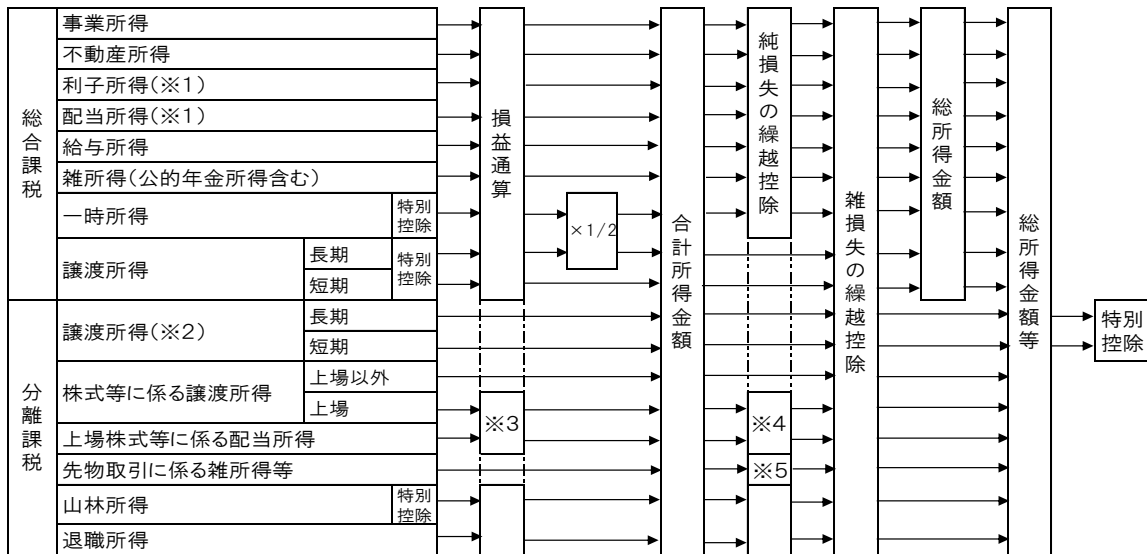 総合課税
事業所得
不動産所得
利子所得(※1)
配当所得(※1)
給与所得
雑所得(公的年金所得含む)
一時所得
特別
控除
譲渡所得
長期
短期
特別
控除
分離課税
譲渡所得(※2)
長期
短期
株式等に係る譲渡所得
上場以外
上場
上場株式等に係る配当所得
先物取引に係る雑所得等
山林所得
特別
控除
退職所得
損益通算
※3
×1/2
合計所得金額
純損失の繰越控除
※4
※5
雑損失の繰越控除
総所得金額
総所得金額等
特別
控除